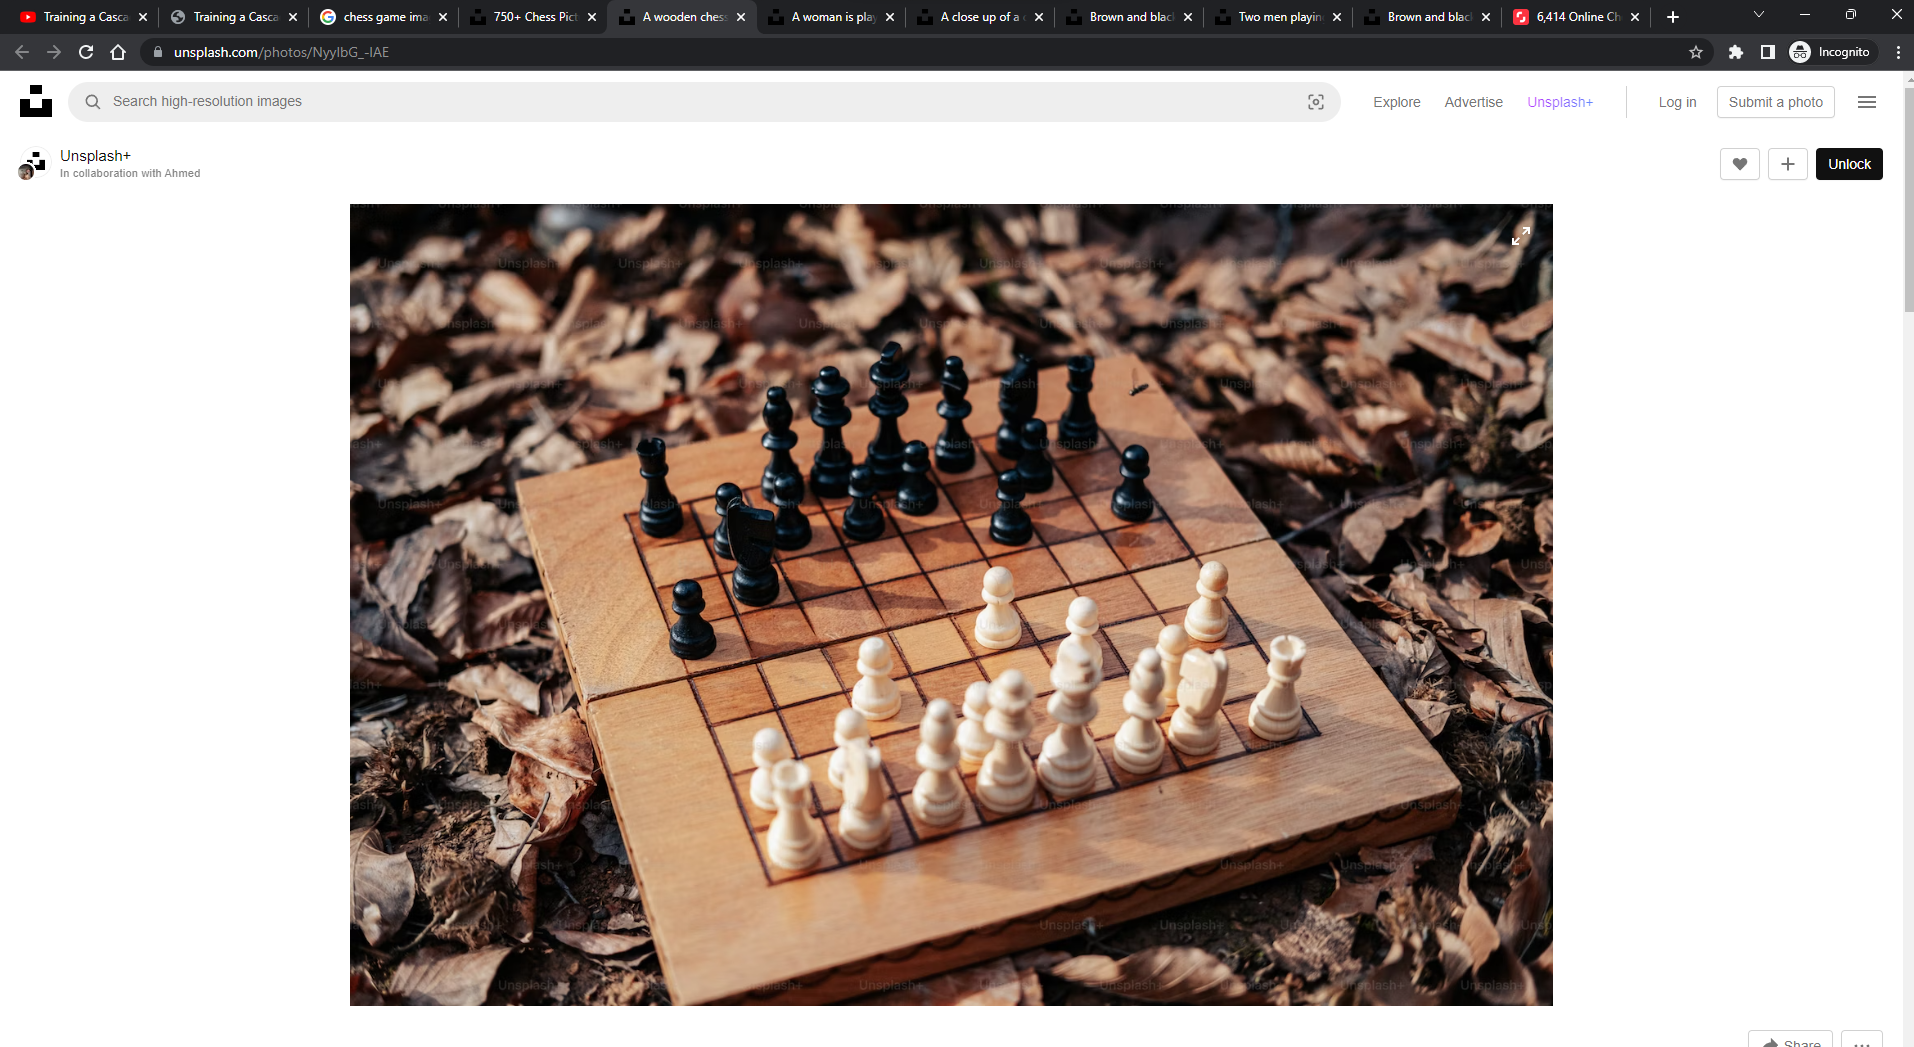 Training a Casca
Training a Casca
chess game ima
750+ Chess Pict
A wooden chess
A woman is play
A close up of a c
Brown and blac
Two men playin
Brown and blac
6,414 Online Ch
unsplash.com/photos/NyyIbG_-IAE
Incognito
Search high-resolution images
Explore
Advertise
Unsplash+
Log in
Submit a photo
Unsplash+
In collaboration with Ahmed
Unlock
Unsplash+
Share